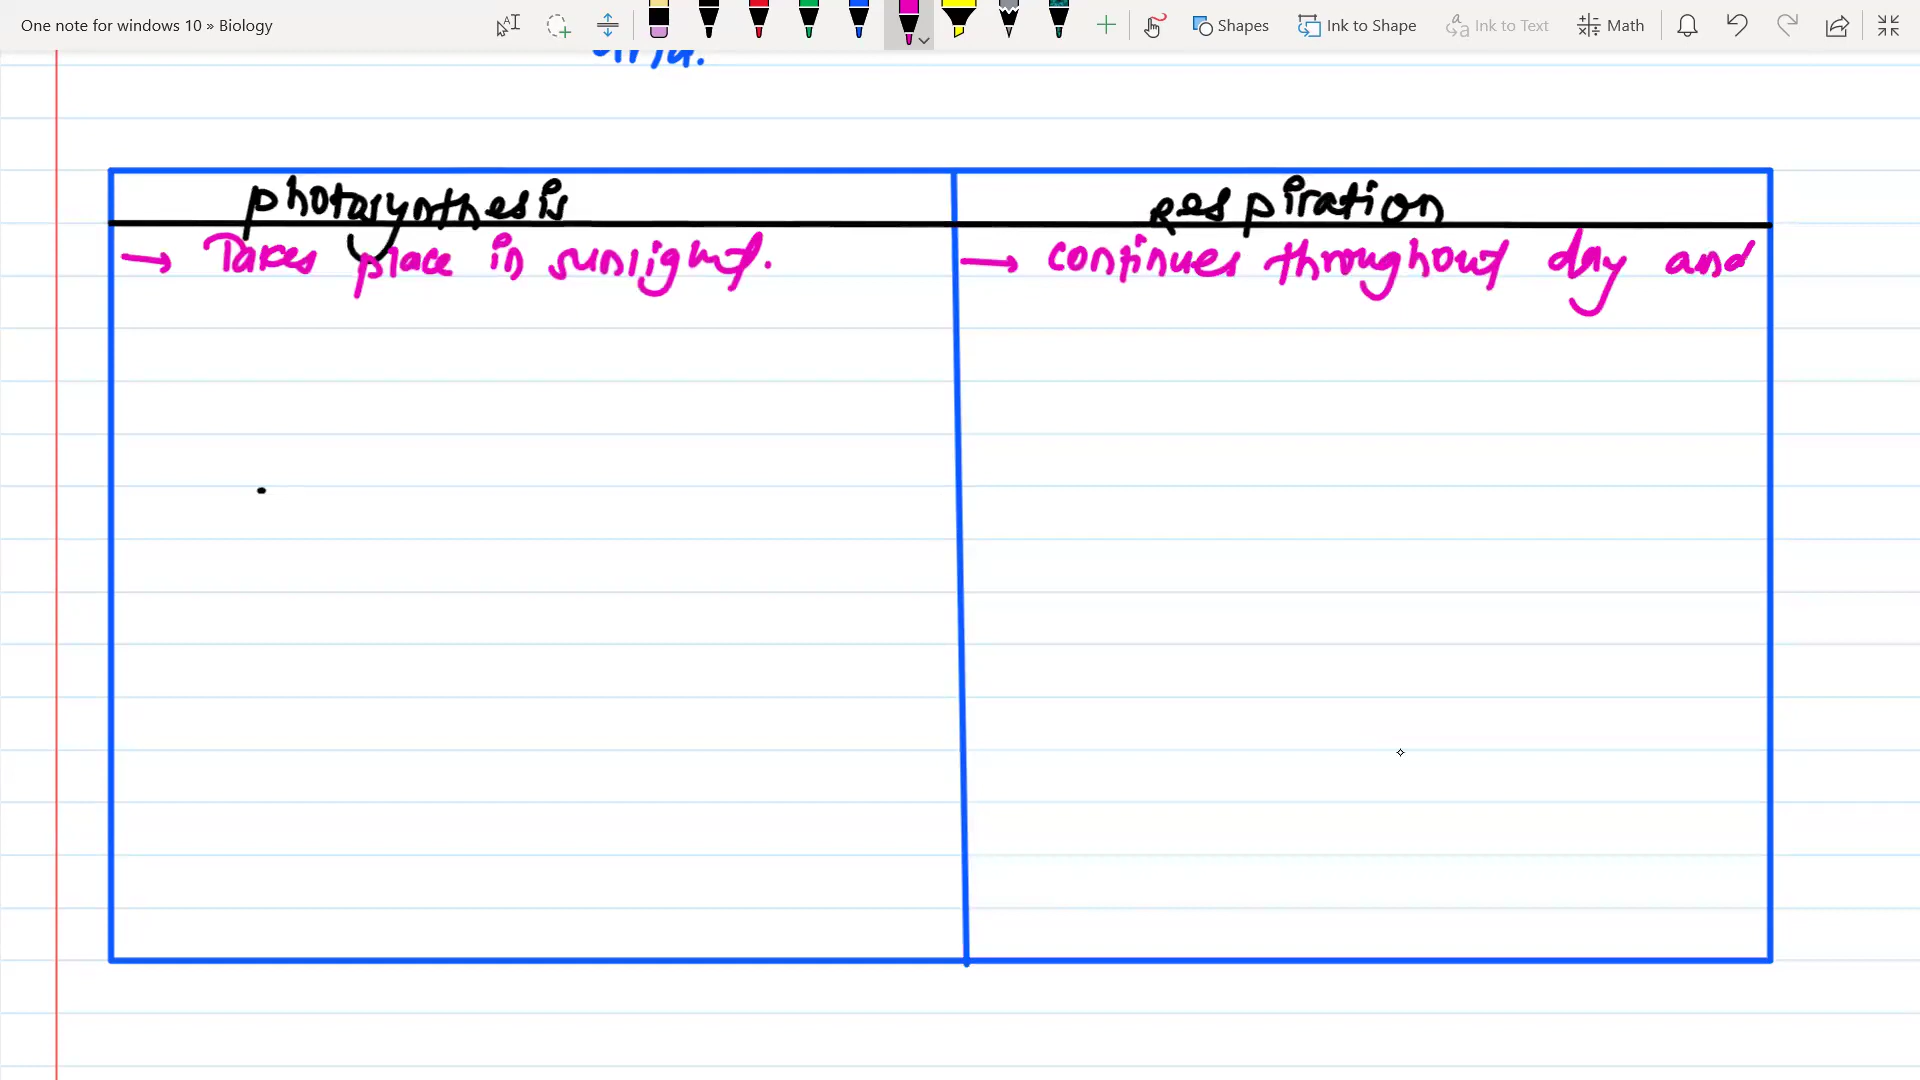 One note for windows 10 » Biology
Shapes
Ink to Shape
Ink to Text
Math
photosynthesis
Respiration
→ Takes place in sunlight.
→ continues throughout day and